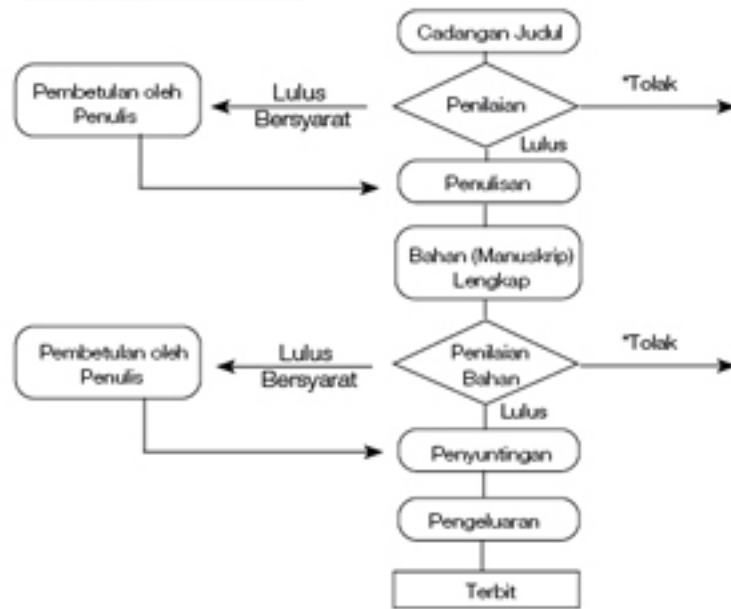 Cadangan Judul
Pembetulan oleh
Penulis
Lulus
Bersyarat
Penilaian
*Tolak
Lulus
Penulisan
Bahan (Manuskrip)
Lengkap
Pembetulan oleh
Penulis
Lulus
Bersyarat
Penilaian
Bahan
*Tolak
Lulus
Penyuntingan
Pengeluaran
Terbit